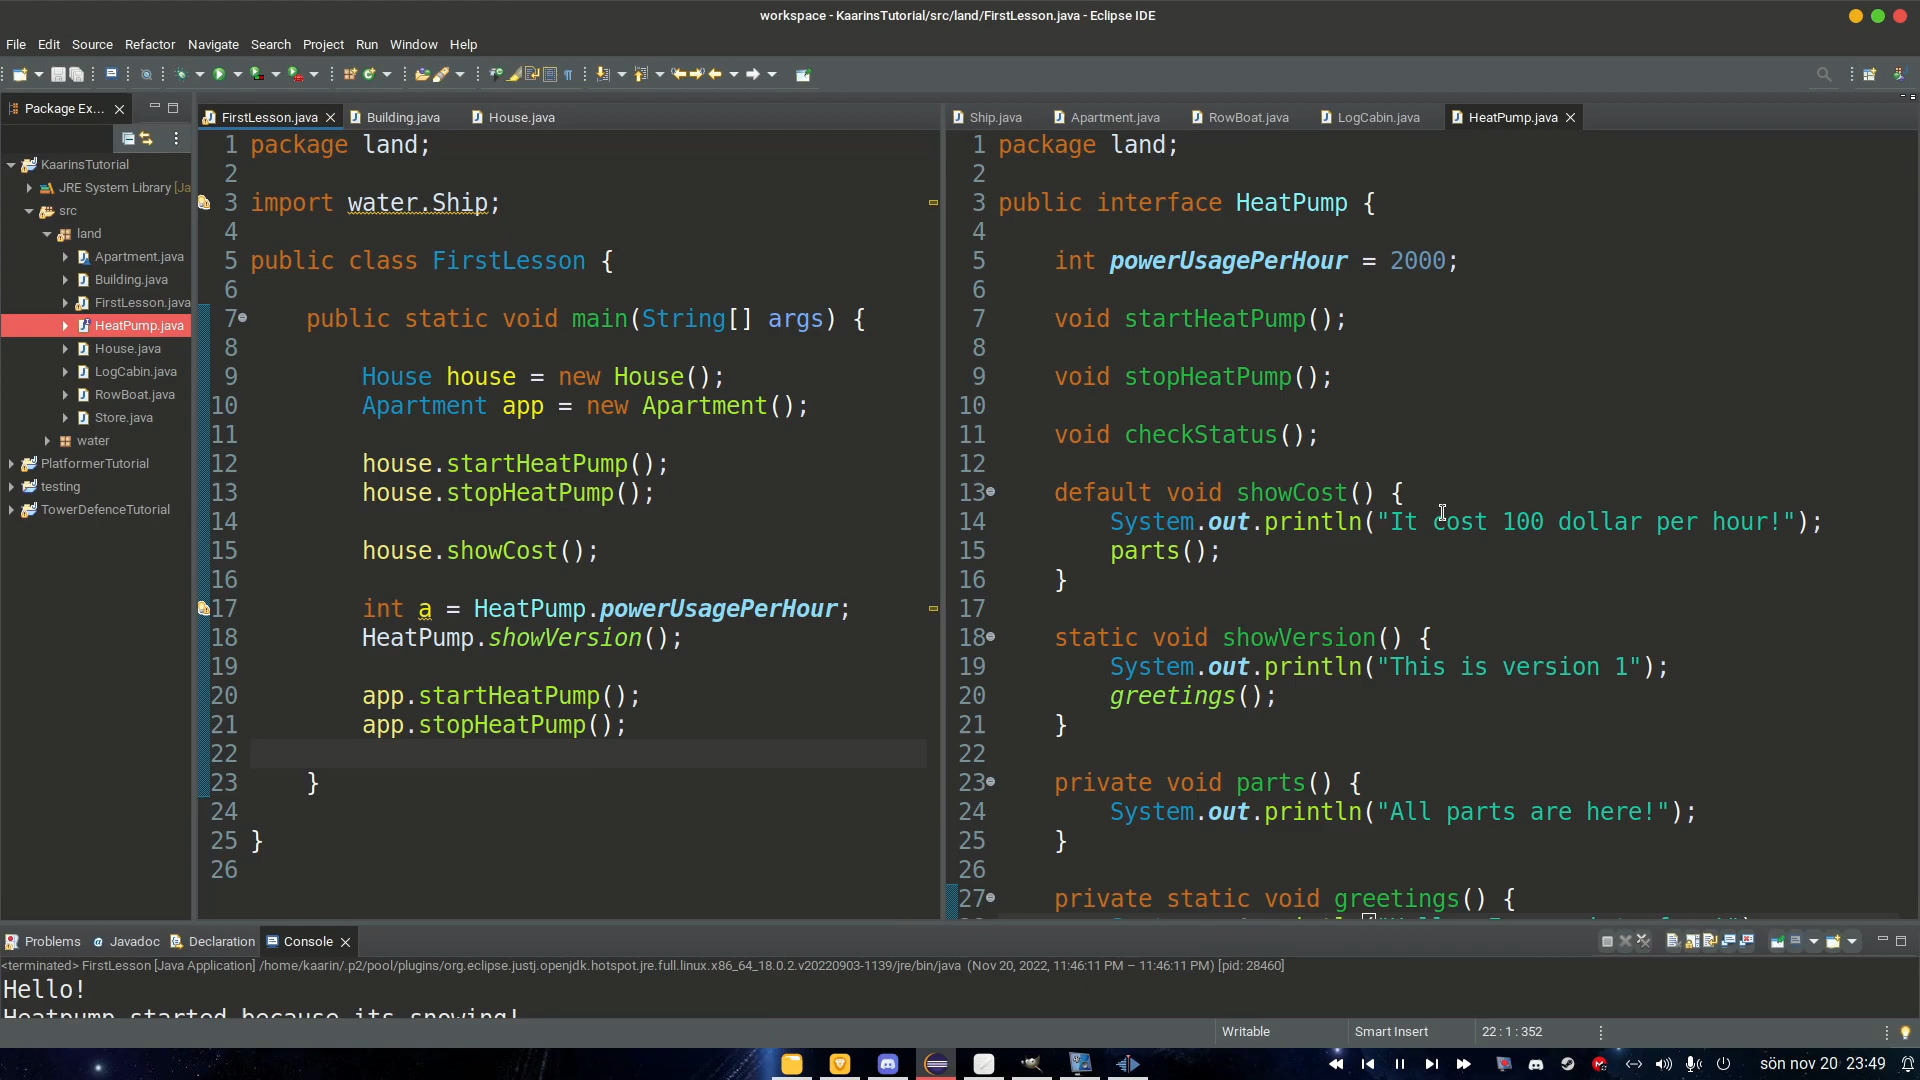 workspace - KaarinsTutorial/src/land/FirstLesson.java - Eclipse IDE
File Edit Source Refactor Navigate Search Project Run Window Help
Package Ex...
KaarinsTutorial
JRE System Library [Ja
src
land
Apartment.java
Building.java
FirstLesson.java
HeatPump.java
House.java
LogCabin.java
RowBoat.java
Store.java
water
PlatformerTutorial
testing
TowerDefenceTutorial
FirstLesson.java Building.java House.java
1 package land;
2
3 import water.Ship;
4
5 public class FirstLesson {
6
7 public static void main(String[] args) {
8
9 House house = new House();
10 Apartment app = new Apartment();
11
12 house.startHeatPump();
13 house.stopHeatPump();
14
15 house.showCost();
16
17 int a = HeatPump.powerUsagePerHour;
18 HeatPump.showVersion();
19
20 app.startHeatPump();
21 app.stopHeatPump();
22
23 }
24
25 }
26
Ship.java Apartment.java RowBoat.java LogCabin.java HeatPump.java
1 package land;
2
3 public interface HeatPump {
4
5 int powerUsagePerHour = 2000;
6
7 void startHeatPump();
8
9 void stopHeatPump();
10
11 void checkStatus();
12
13 default void showCost() {
14 System.out.println("It cost 100 dollar per hour!");
15 parts();
16 }
17
18 static void showVersion() {
19 System.out.println("This is version 1");
20 greetings();
21 }
22
23 private void parts() {
24 System.out.println("All parts are here!");
25 }
26
27 private static void greetings() {
Problems Javadoc Declaration Console
<terminated> FirstLesson [Java Application] /home/kaarin/.p2/pool/plugins/org.eclipse.justj.openjdk.hotspot.jre.full.linux.x86_64_18.0.2.v20220903-1139/jre/bin/java (Nov 20, 2022, 11:46:11 PM – 11:46:11 PM) [pid: 28460]
Hello!
Heatpump started because its snowing!
Writable Smart Insert 22 : 1 : 352
sön nov 20 23:49